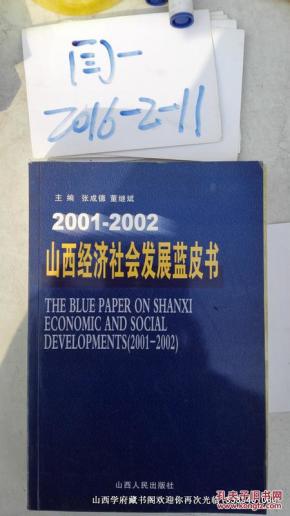 闫一
2016-2-11
主编 张成德 董继斌
2001-2002
山西经济社会发展蓝皮书
THE BLUE PAPER ON SHANXI
ECONOMIC AND SOCIAL
DEVELOPMENTS(2001-2002)
山西人民出版社
山西学府藏书阁欢迎你再次光临